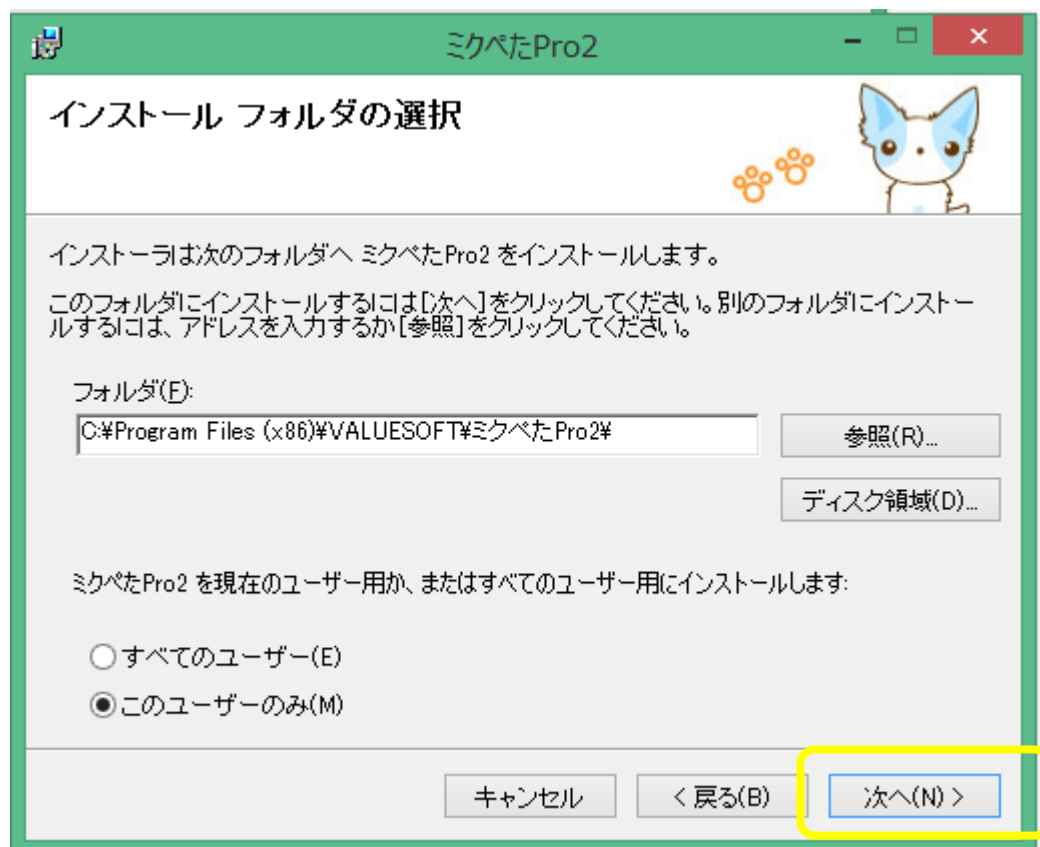 ミクぺたPro2
インストール フォルダの選択
インストーラは次のフォルダへ ミクぺたPro2 をインストールします。
このフォルダにインストールするには[次へ]をクリックしてください。別のフォルダにインストー
ルするには、アドレスを入力するか[参照]をクリックしてください。
フォルダ(F):
C:¥Program Files (x86)¥VALUESOFT¥ミクぺたPro2¥
参照(R)...
ディスク領域(D)...
ミクぺたPro2 を現在のユーザー用か、またはすべてのユーザー用にインストールします:
すべてのユーザー(E)
このユーザーのみ(M)
キャンセル
< 戻る(B)
次へ(N) >